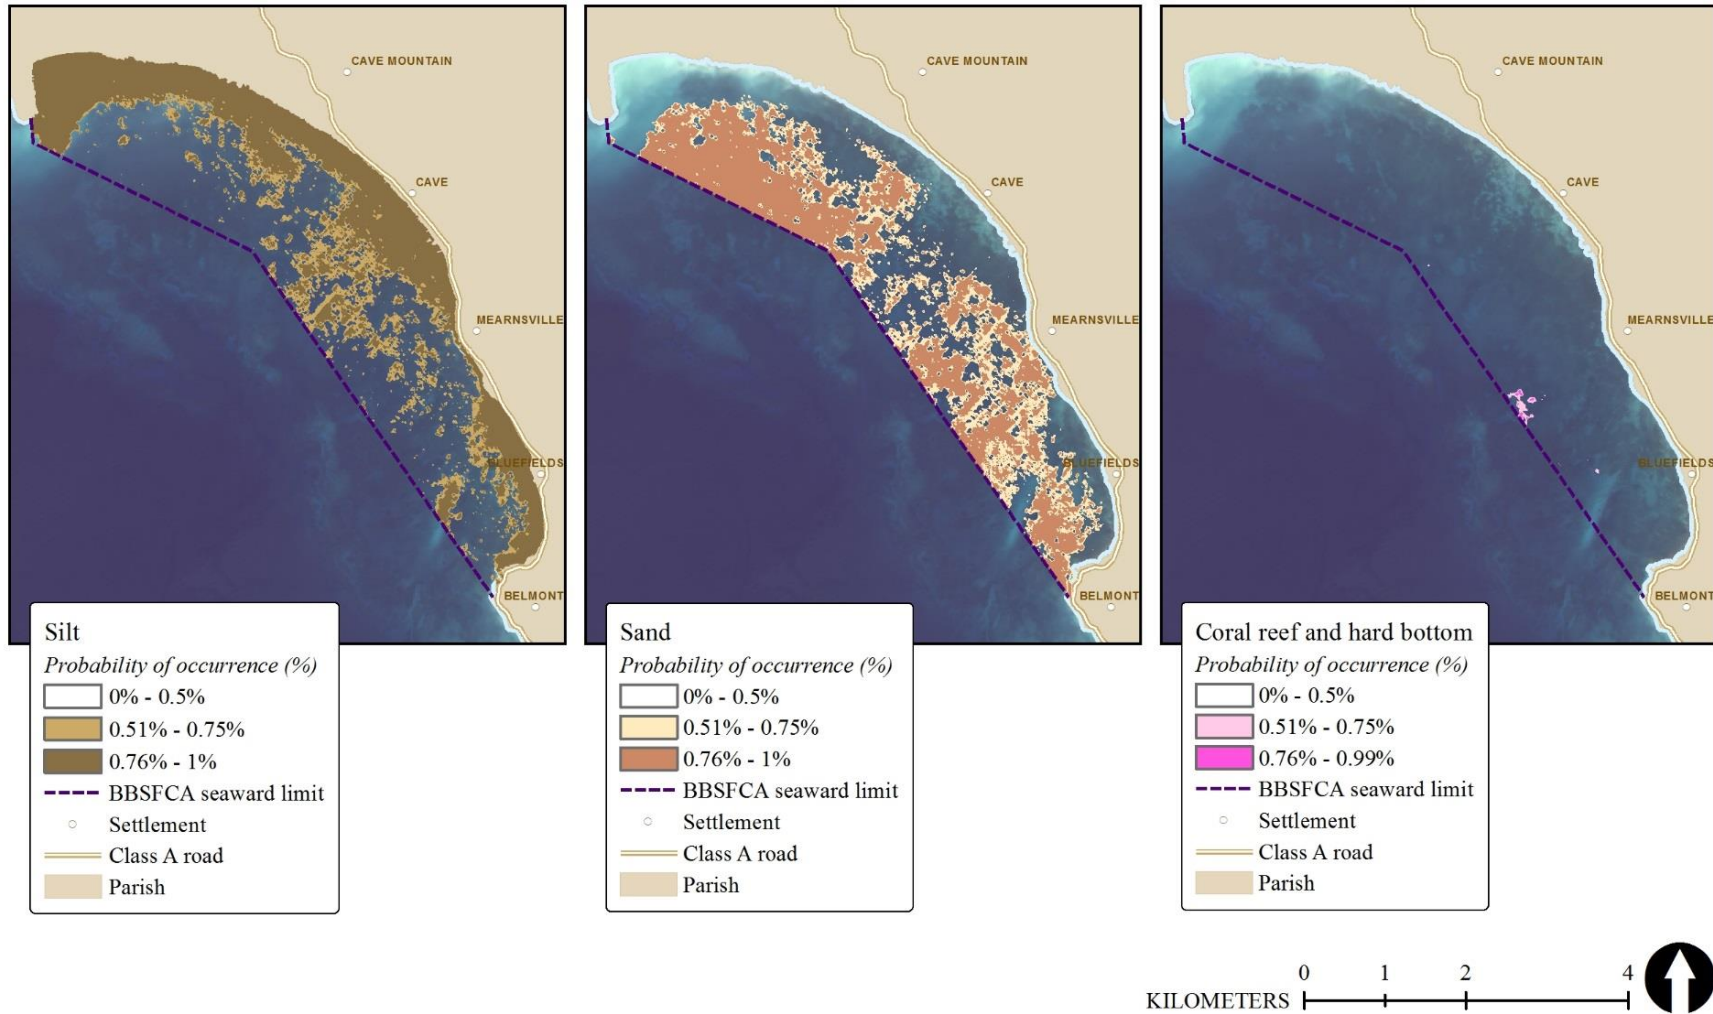 CAVE MOUNTAIN
CAVE
MEARNSVILLE
BLUEFIELDS
BELMONT
Silt
Probability of occurrence (%)
0% - 0.5%
0.51% - 0.75%
0.76% - 1%
BBSFCA seaward limit
Settlement
Class A road
Parish
CAVE MOUNTAIN
CAVE
MEARNSVILLE
BLUEFIELDS
BELMONT
Sand
Probability of occurrence (%)
0% - 0.5%
0.51% - 0.75%
0.76% - 1%
BBSFCA seaward limit
Settlement
Class A road
Parish
CAVE MOUNTAIN
CAVE
MEARNSVILLE
BLUEFIELDS
BELMONT
Coral reef and hard bottom
Probability of occurrence (%)
0% - 0.5%
0.51% - 0.75%
0.76% - 0.99%
BBSFCA seaward limit
Settlement
Class A road
Parish
0 1 2 4
KILOMETERS